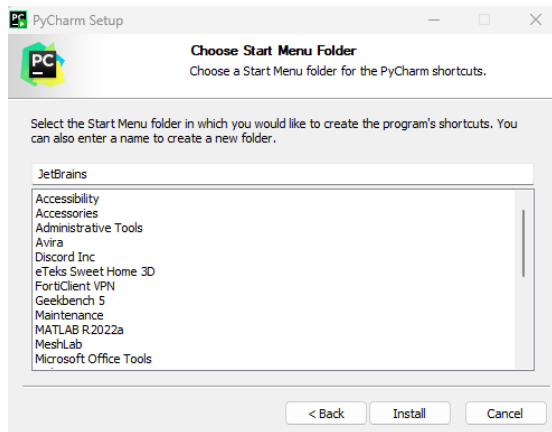 PyCharm Setup
PC
Choose Start Menu Folder
Choose a Start Menu folder for the PyCharm shortcuts.
Select the Start Menu folder in which you would like to create the program's shortcuts. You
can also enter a name to create a new folder.
JetBrains
Accessibility
Accessories
Administrative Tools
Avira
Discord Inc
eTeks Sweet Home 3D
FortiClient VPN
Geekbench 5
Maintenance
MATLAB R2022a
MeshLab
Microsoft Office Tools
< Back
Install
Cancel